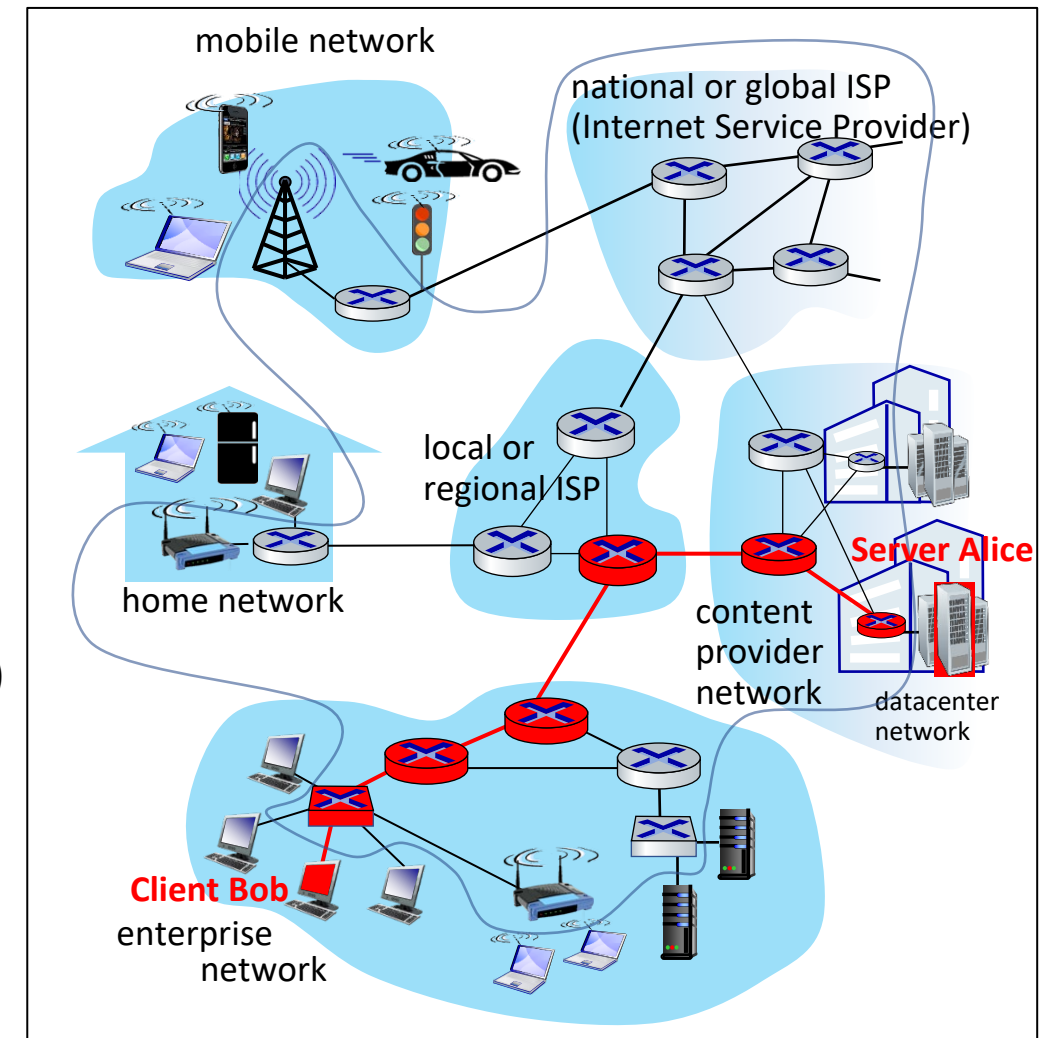 mobile network
national or global ISP
(Internet Service Provider)
local or
regional ISP
Server Alice
home network
content
provider
network
datacenter
network
Client Bob
enterprise
network
)